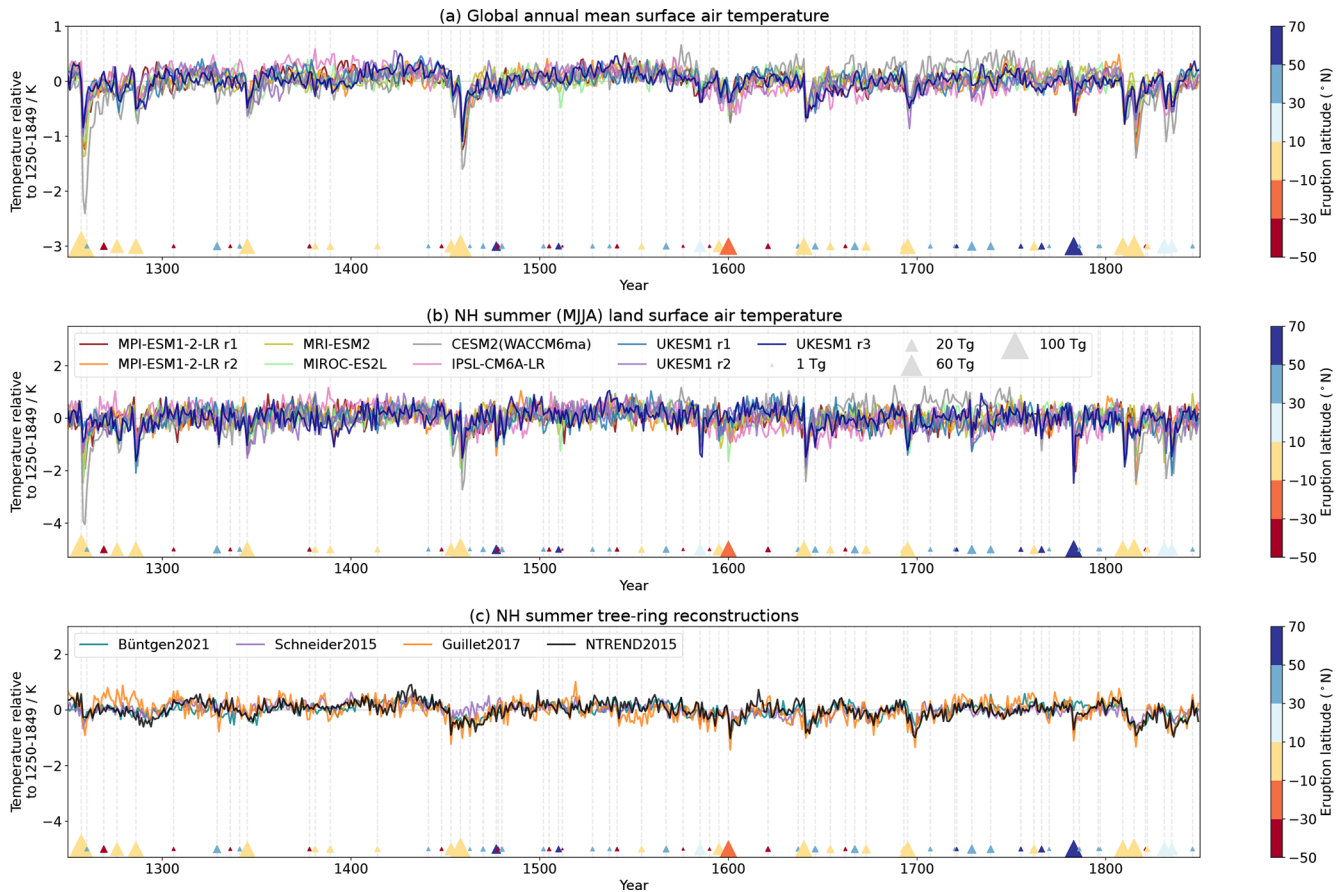 (a) Global annual mean surface air temperature
Temperature relative
to 1250-1849 / K
1
0
−1
−2
−3
1300 1400 1500 1600 1700 1800
Year
70
50
30
10
−10
−30
−50
Eruption latitude (°N)
(b) NH summer (MJJA) land surface air temperature
Temperature relative
to 1250-1849 / K
2
0
−2
−4
MPI-ESM1-2-LR r1 MRI-ESM2 CESM2(WACCM6ma) UKESM1 r1 UKESM1 r3 20 Tg 100 Tg
MPI-ESM1-2-LR r2 MIROC-ES2L IPSL-CM6A-LR UKESM1 r2 1 Tg 60 Tg
1300 1400 1500 1600 1700 1800
Year
70
50
30
10
−10
−30
−50
Eruption latitude (°N)
(c) NH summer tree-ring reconstructions
Temperature relative
to 1250-1849 / K
2
0
−2
−4
Büntgen2021 Schneider2015 Guillet2017 NTREND2015
1300 1400 1500 1600 1700 1800
Year
70
50
30
10
−10
−30
−50
Eruption latitude (°N)